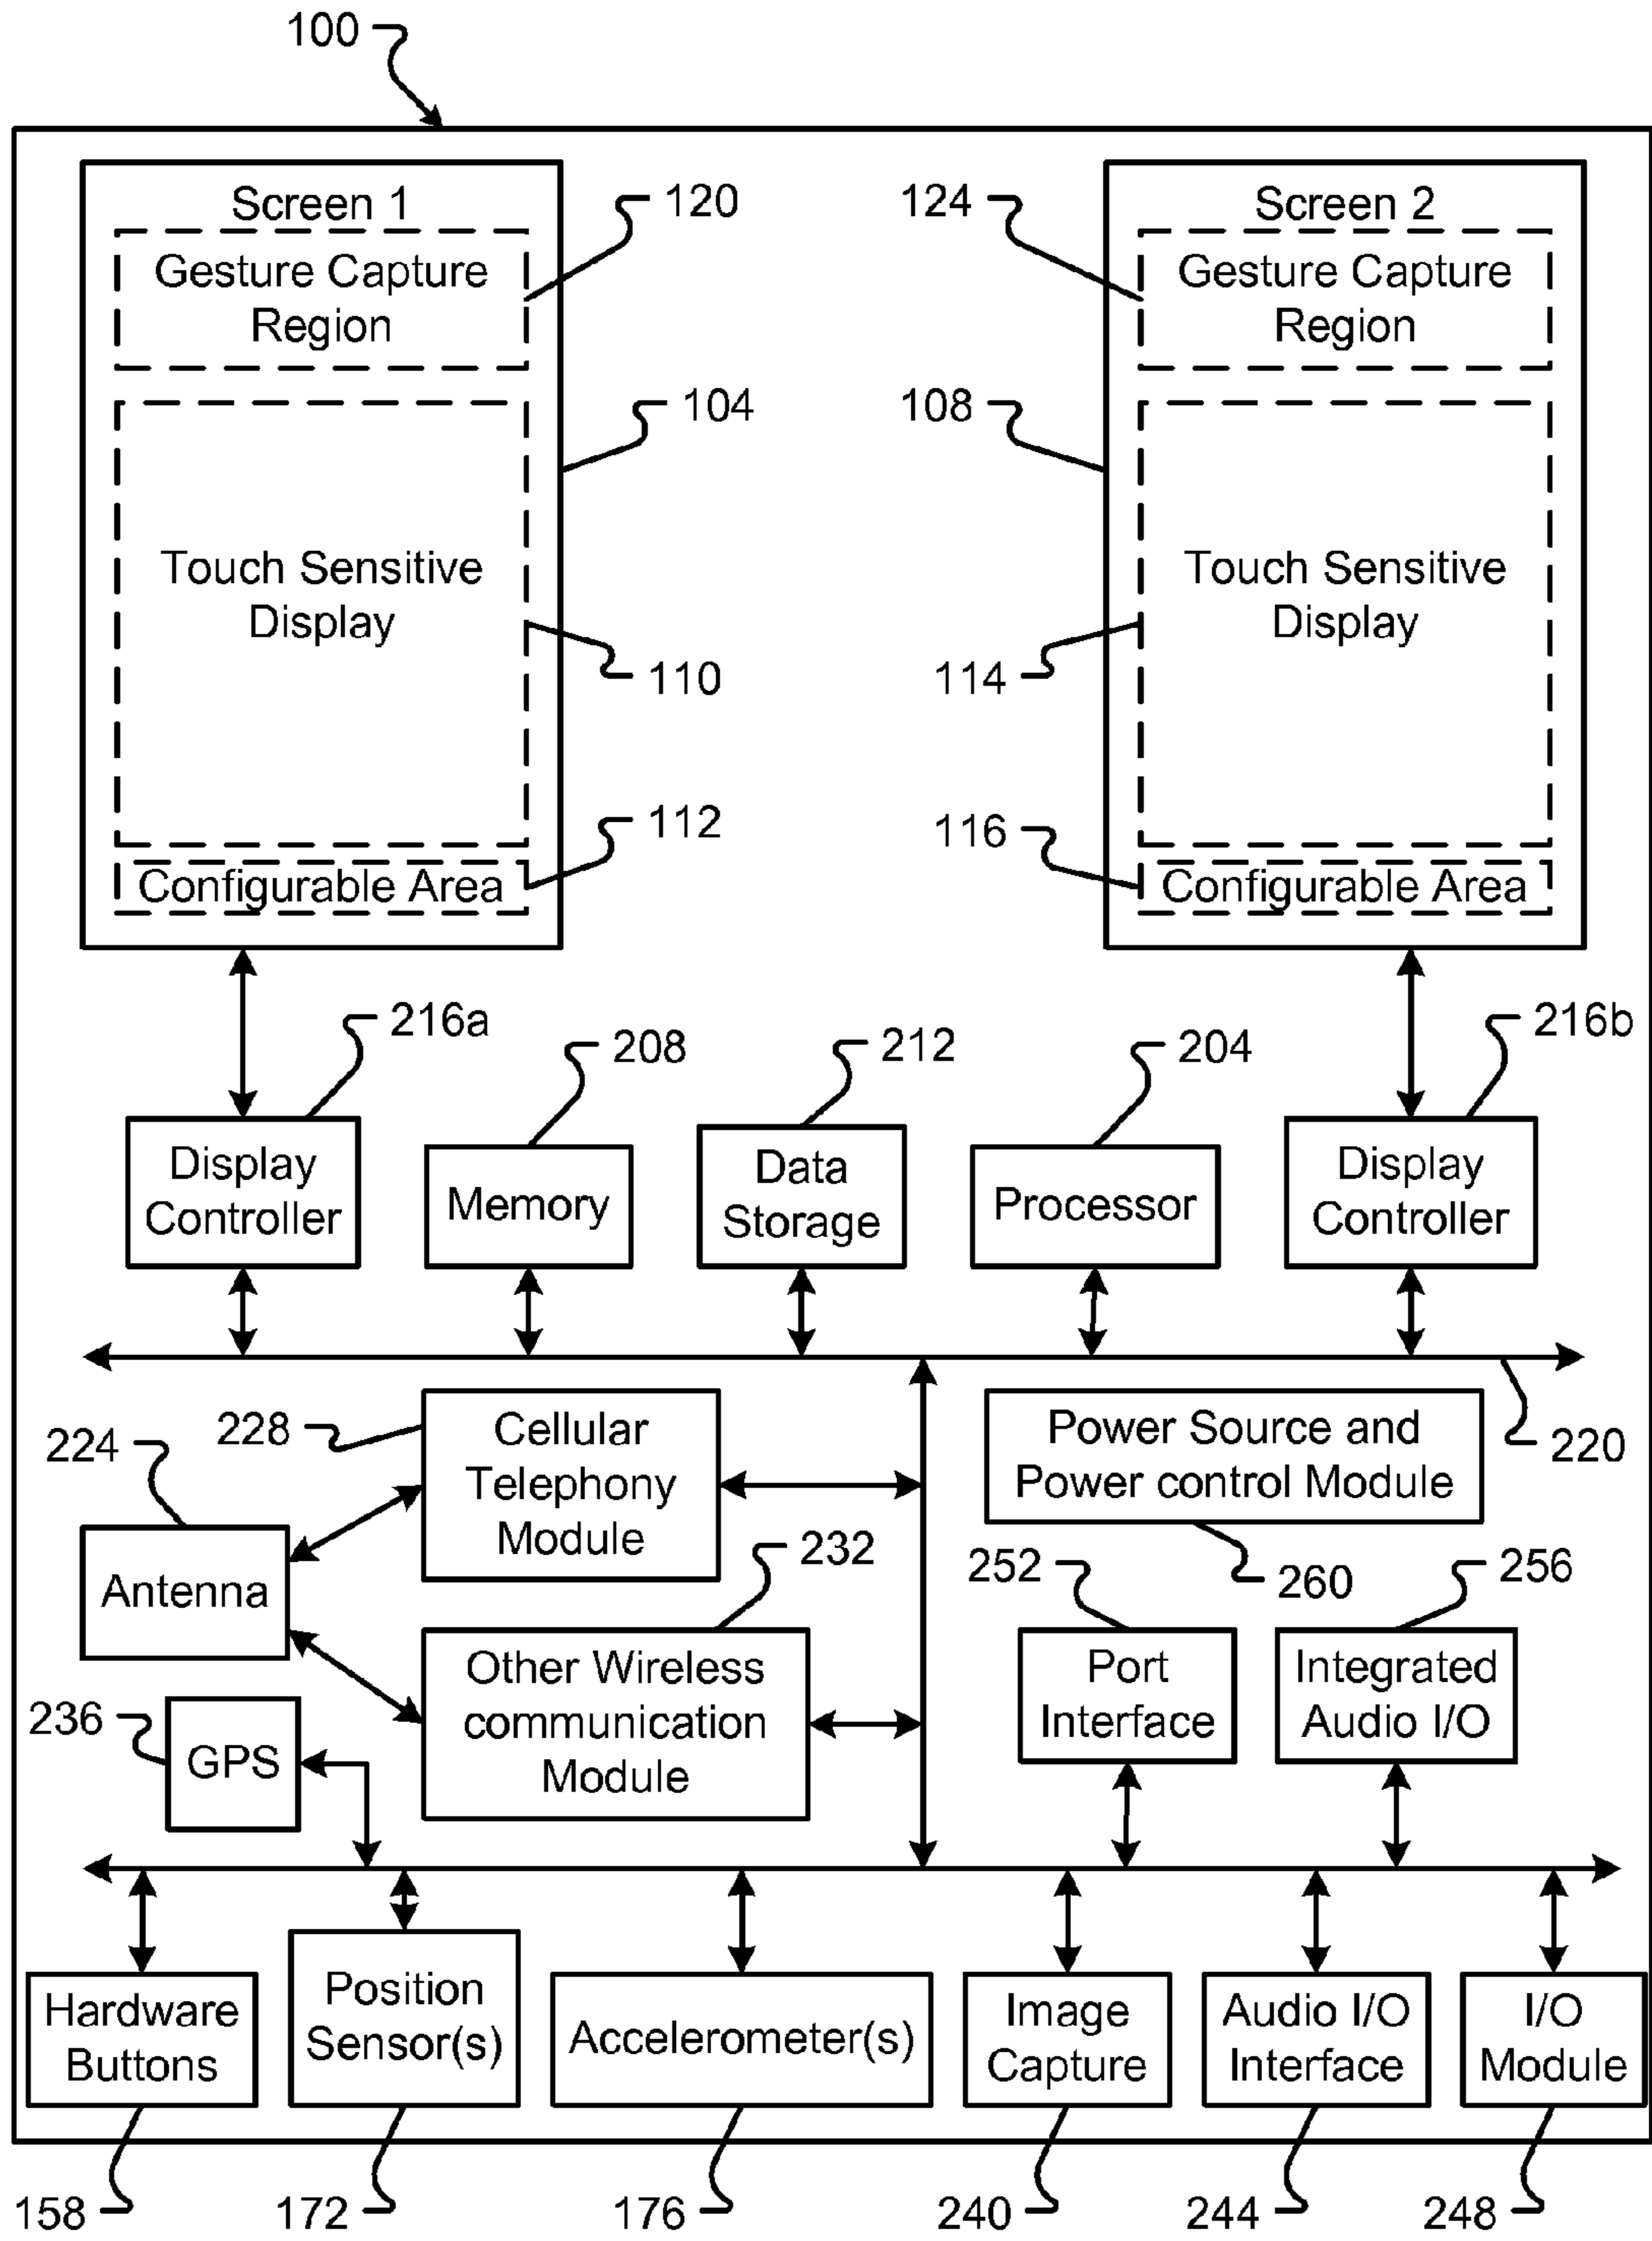 100
Screen 1
120
124
Screen 2
Gesture Capture
Region
Gesture Capture
Region
104
108
Touch Sensitive
Display
Touch Sensitive
Display
110
114
112
116
Configurable Area
Configurable Area
216a
208
212
204
216b
Display
Controller
Memory
Data
Storage
Processor
Display
Controller
228
Cellular
Telephony
Module
Power Source and
Power control Module
220
224
Antenna
232
252
260
256
Other Wireless
communication
Module
Port
Interface
Integrated
Audio I/O
236
GPS
Hardware
Buttons
Position
Sensor(s)
Accelerometer(s)
Image
Capture
Audio I/O
Interface
I/O
Module
158
172
176
240
244
248